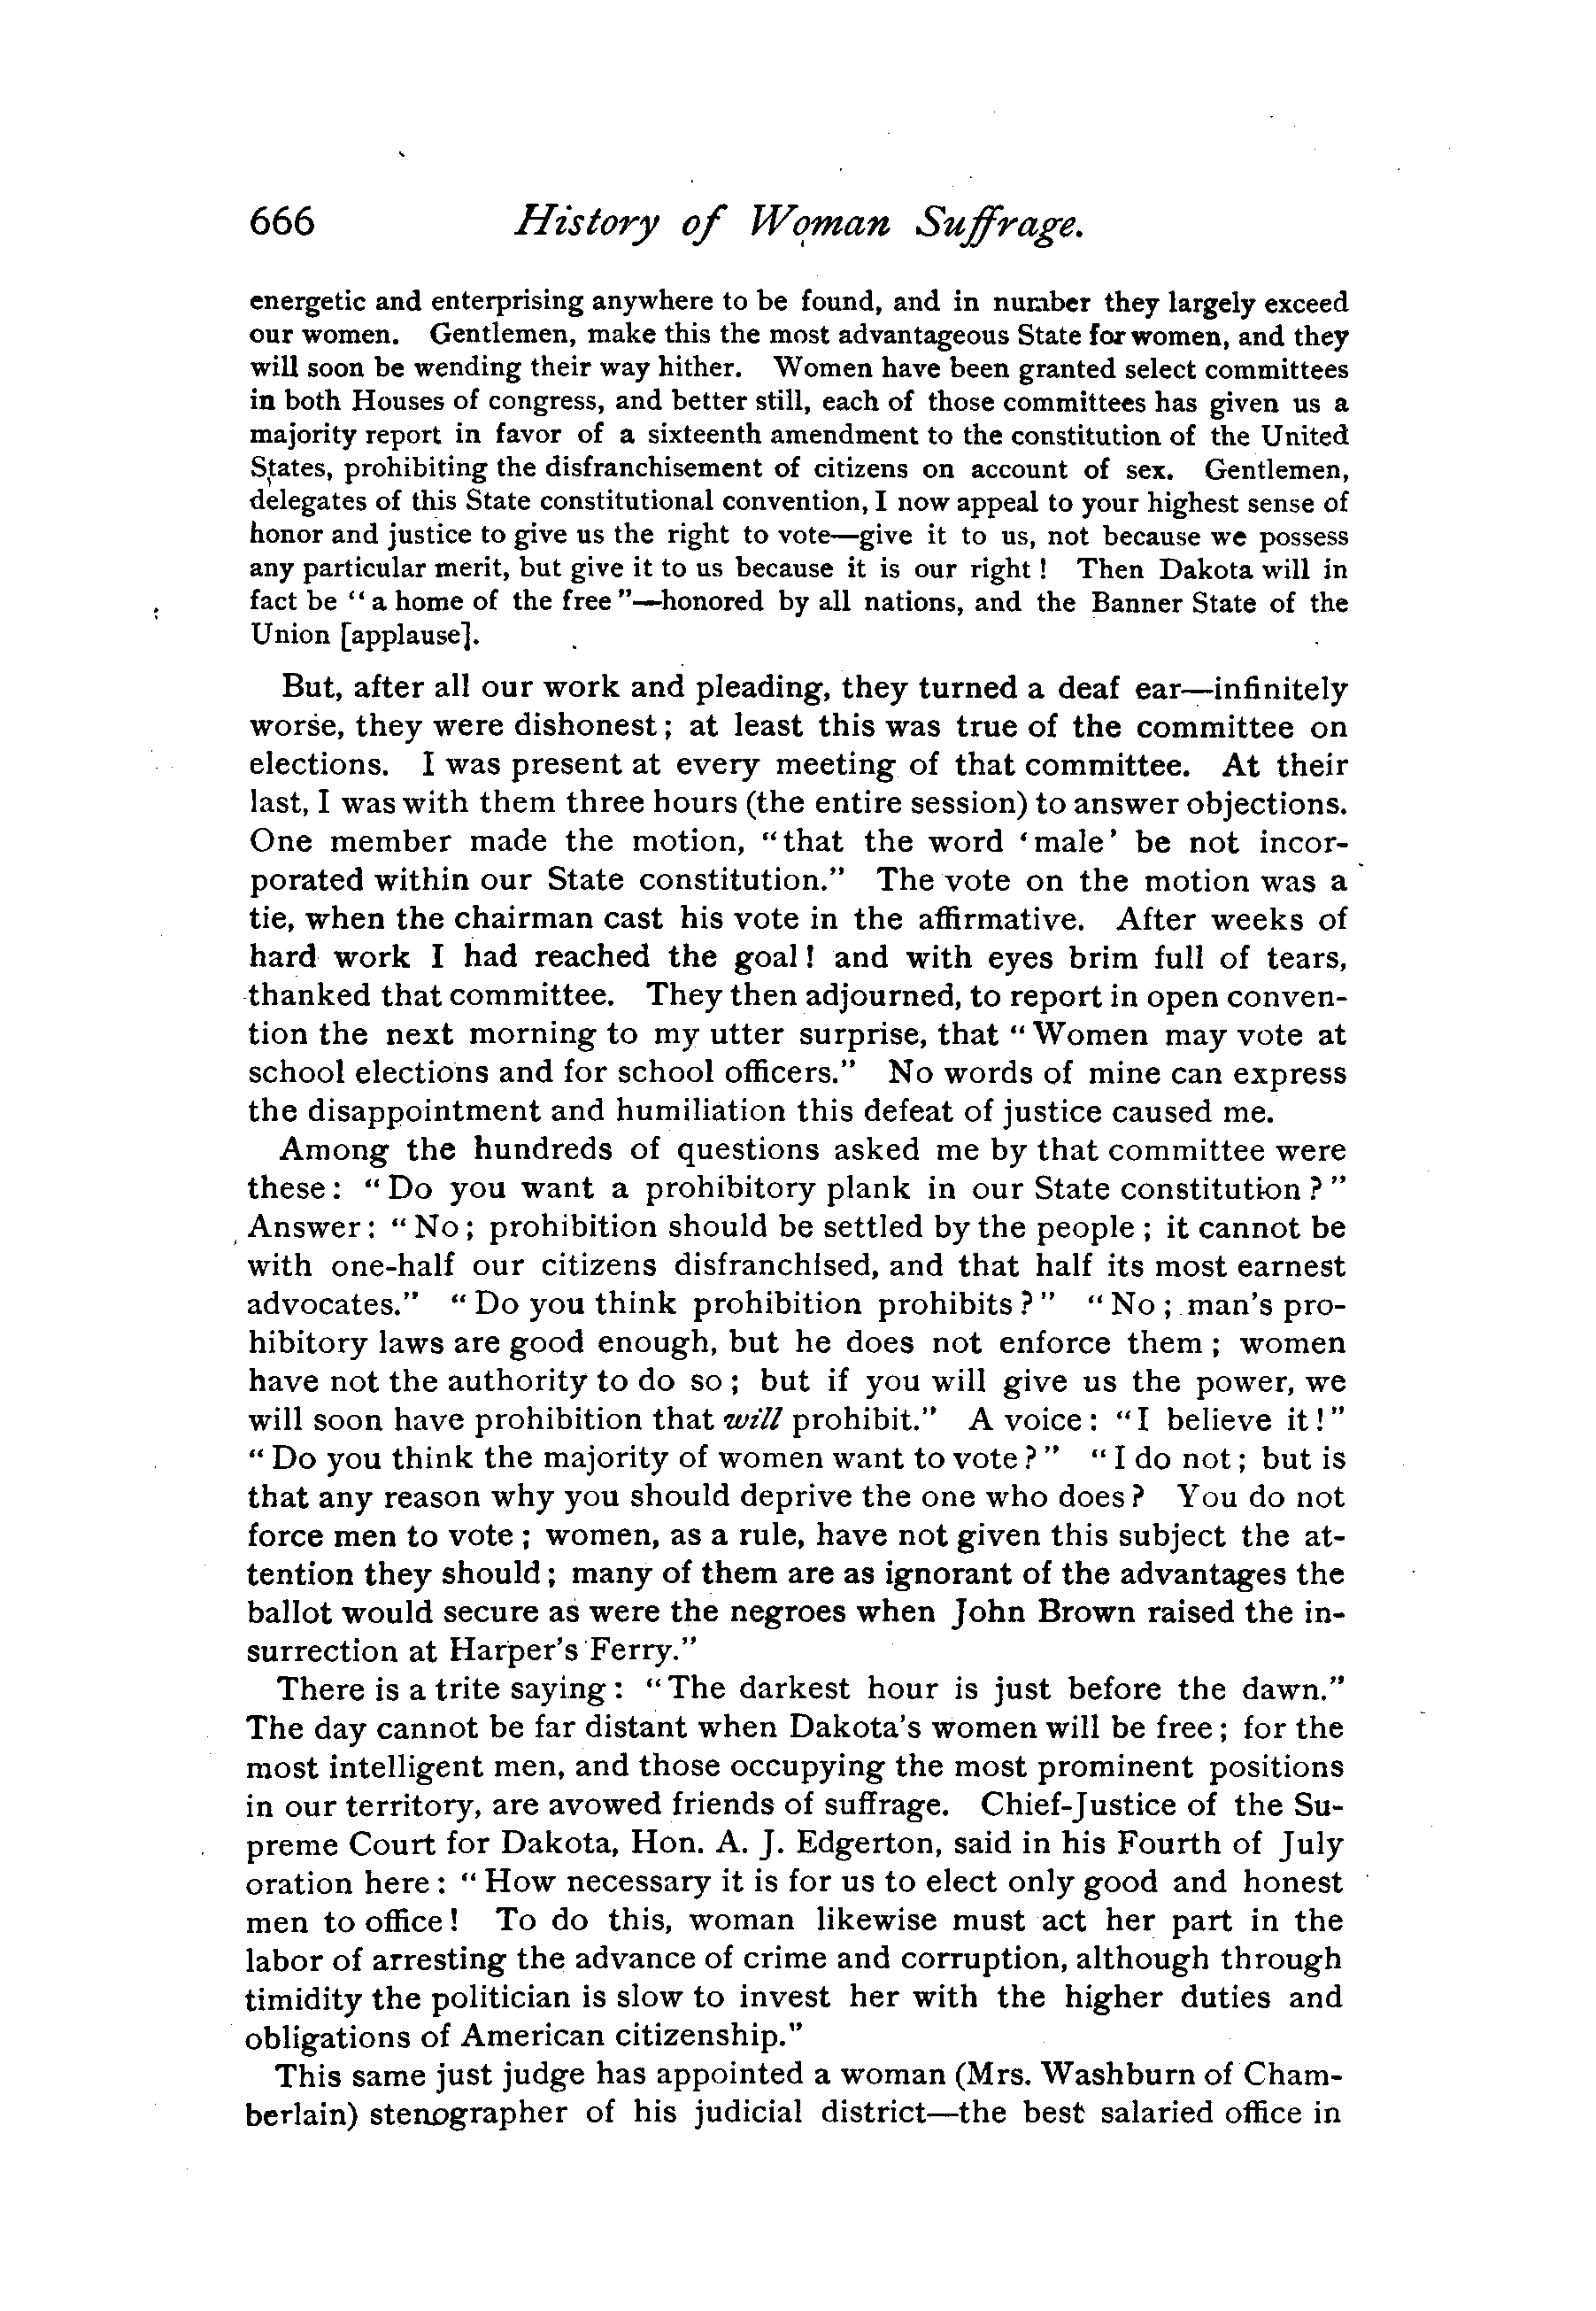 666 History of Woman Suffrage.
energetic and enterprising anywhere to be found, and in number they largely exceed
our women. Gentlemen, make this the most advantageous State for women, and they
will soon be wending their way hither. Women have been granted select committees
in both Houses of congress, and better still, each of those committees has given us a
majority report in favor of a sixteenth amendment to the constitution of the United
States, prohibiting the disfranchisement of citizens on account of sex. Gentlemen,
delegates of this State constitutional convention, I now appeal to your highest sense of
honor and justice to give us the right to vote—give it to us, not because we possess
any particular merit, but give it to us because it is our right! Then Dakota will in
fact be "a home of the free"—honored by all nations, and the Banner State of the
Union [applause].
But, after all our work and pleading, they turned a deaf ear—infinitely
worse, they were dishonest; at least this was true of the committee on
elections. I was present at every meeting of that committee. At their
last, I was with them three hours (the entire session) to answer objections.
One member made the motion, "that the word 'male' be not incor-
porated within our State constitution." The vote on the motion was a
tie, when the chairman cast his vote in the affirmative. After weeks of
hard work I had reached the goal! and with eyes brim full of tears,
thanked that committee. They then adjourned, to report in open conven-
tion the next morning to my utter surprise, that "Women may vote at
school elections and for school officers." No words of mine can express
the disappointment and humiliation this defeat of justice caused me.
Among the hundreds of questions asked me by that committee were
these: "Do you want a prohibitory plank in our State constitution?"
Answer: "No; prohibition should be settled by the people; it cannot be
with one-half our citizens disfranchised, and that half its most earnest
advocates." "Do you think prohibition prohibits?" "No; man's pro-
hibitory laws are good enough, but he does not enforce them; women
have not the authority to do so; but if you will give us the power, we
will soon have prohibition that will prohibit." A voice: "I believe it!"
"Do you think the majority of women want to vote?" "I do not; but is
that any reason why you should deprive the one who does? You do not
force men to vote; women, as a rule, have not given this subject the at-
tention they should; many of them are as ignorant of the advantages the
ballot would secure as were the negroes when John Brown raised the in-
surrection at Harper's Ferry."
There is a trite saying: "The darkest hour is just before the dawn."
The day cannot be far distant when Dakota's women will be free; for the
most intelligent men, and those occupying the most prominent positions
in our territory, are avowed friends of suffrage. Chief-Justice of the Su-
preme Court for Dakota, Hon. A. J. Edgerton, said in his Fourth of July
oration here: "How necessary it is for us to elect only good and honest
men to office! To do this, woman likewise must act her part in the
labor of arresting the advance of crime and corruption, although through
timidity the politician is slow to invest her with the higher duties and
obligations of American citizenship."
This same just judge has appointed a woman (Mrs. Washburn of Cham-
berlain) stenographer of his judicial district—the best salaried office in